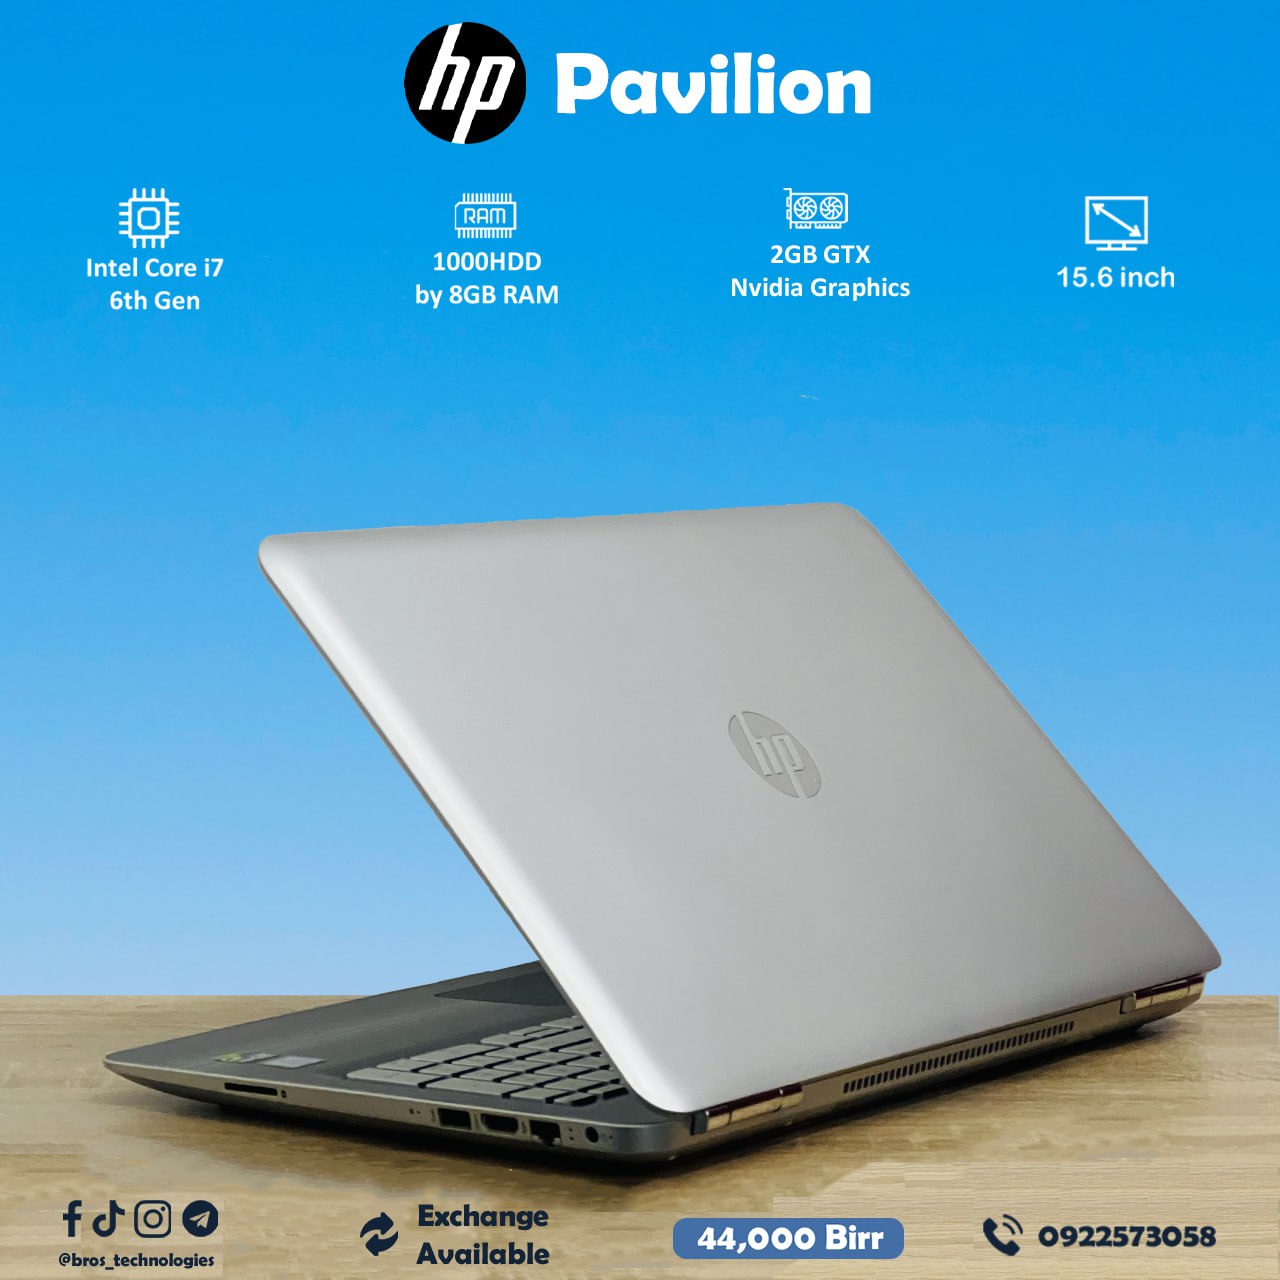 hp Pavilion
Intel Core i7
6th Gen
RAM
1000HDD
by 8GB RAM
2GB GTX
Nvidia Graphics
15.6 inch
hp
@bros_technologies
Exchange
Available
44,000 Birr
0922573058